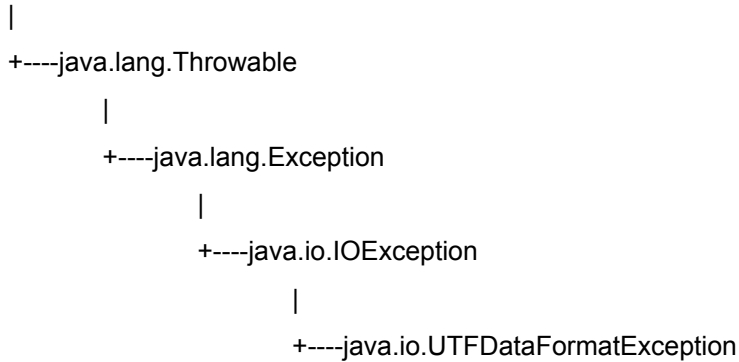 |
+----java.lang.Throwable
|
+----java.lang.Exception
|
+----java.io.IOException
|
+----java.io.UTFDataFormatException